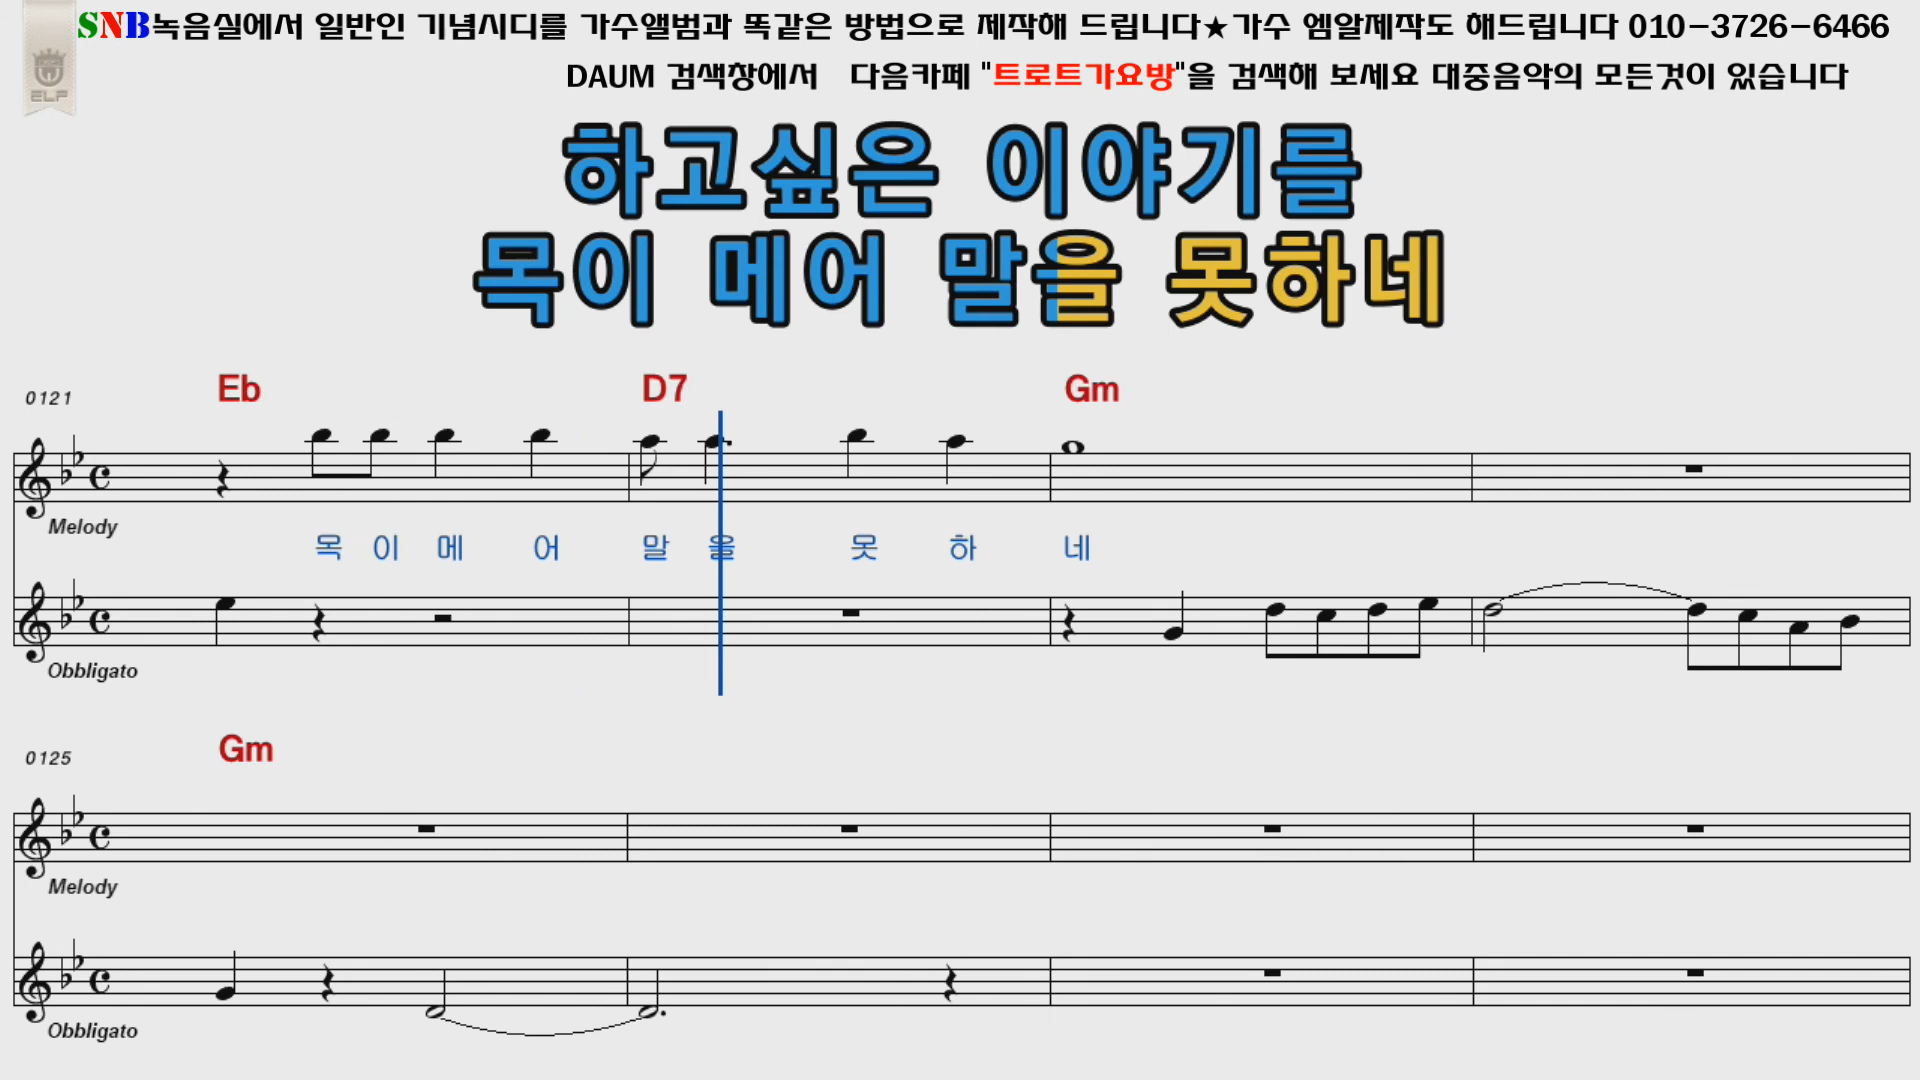 SNB녹음실에서 일반인 기념시디를 가수앨범과 똑같은 방법으로 제작해 드립니다★가수 엠알제작도 해드립니다 010-3726-6466
ELF
DAUM 검색창에서 다음카페 "트로트가요방"을 검색해 보세요 대중음악의 모든것이 있습니다
하고싶은 이야기를
목이 메어 말을 못하네
0121
Eb D7 Gm
Melody
목 이 메 어 말 을 못 하 네
Obbligato
0125
Gm
Melody
Obbligato